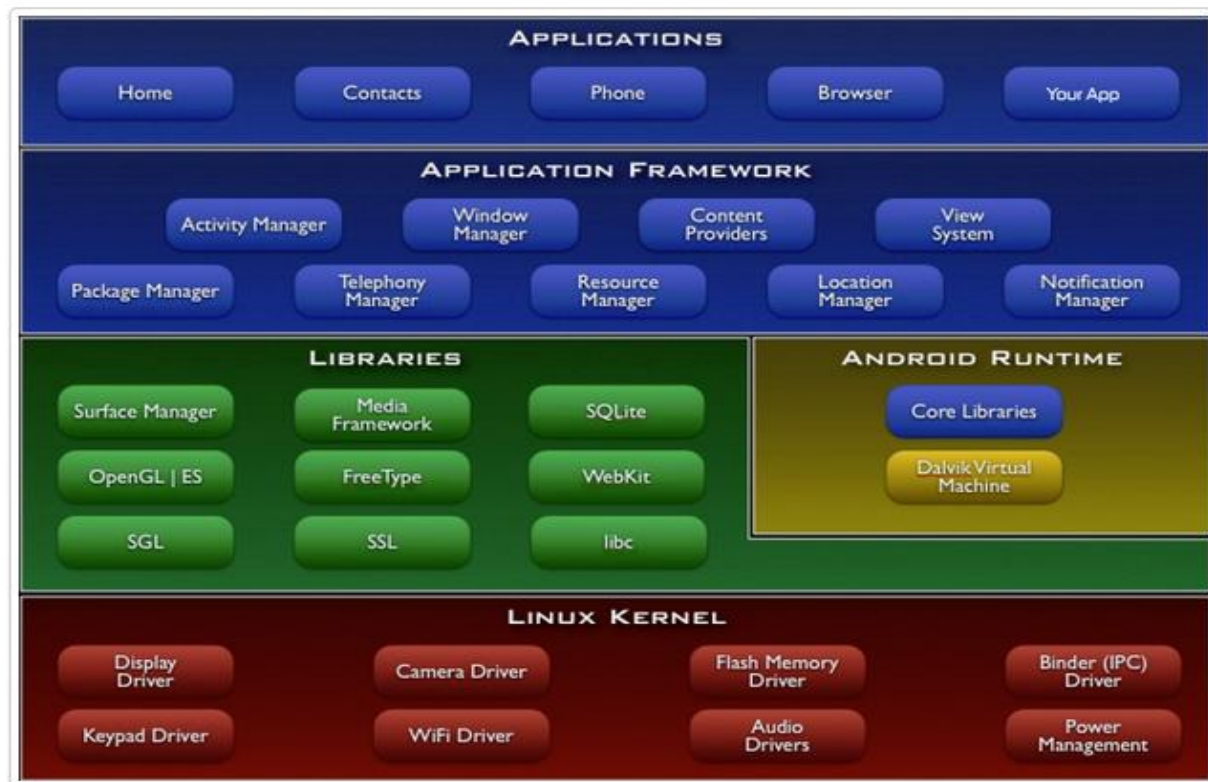 APPLICATIONS
Home
Contacts
Phone
Browser
Your App
APPLICATION FRAMEWORK
Activity Manager
Window
Manager
Content
Providers
View
System
Package Manager
Telephony
Manager
Resource
Manager
Location
Manager
Notification
Manager
LIBRARIES
Surface Manager
Media
Framework
SQLite
OpenGL | ES
FreeType
WebKit
SGL
SSL
libc
ANDROID RUNTIME
Core Libraries
Dalvik Virtual
Machine
LINUX KERNEL
Display
Driver
Camera Driver
Flash Memory
Driver
Binder (IPC)
Driver
Keypad Driver
WiFi Driver
Audio
Drivers
Power
Management